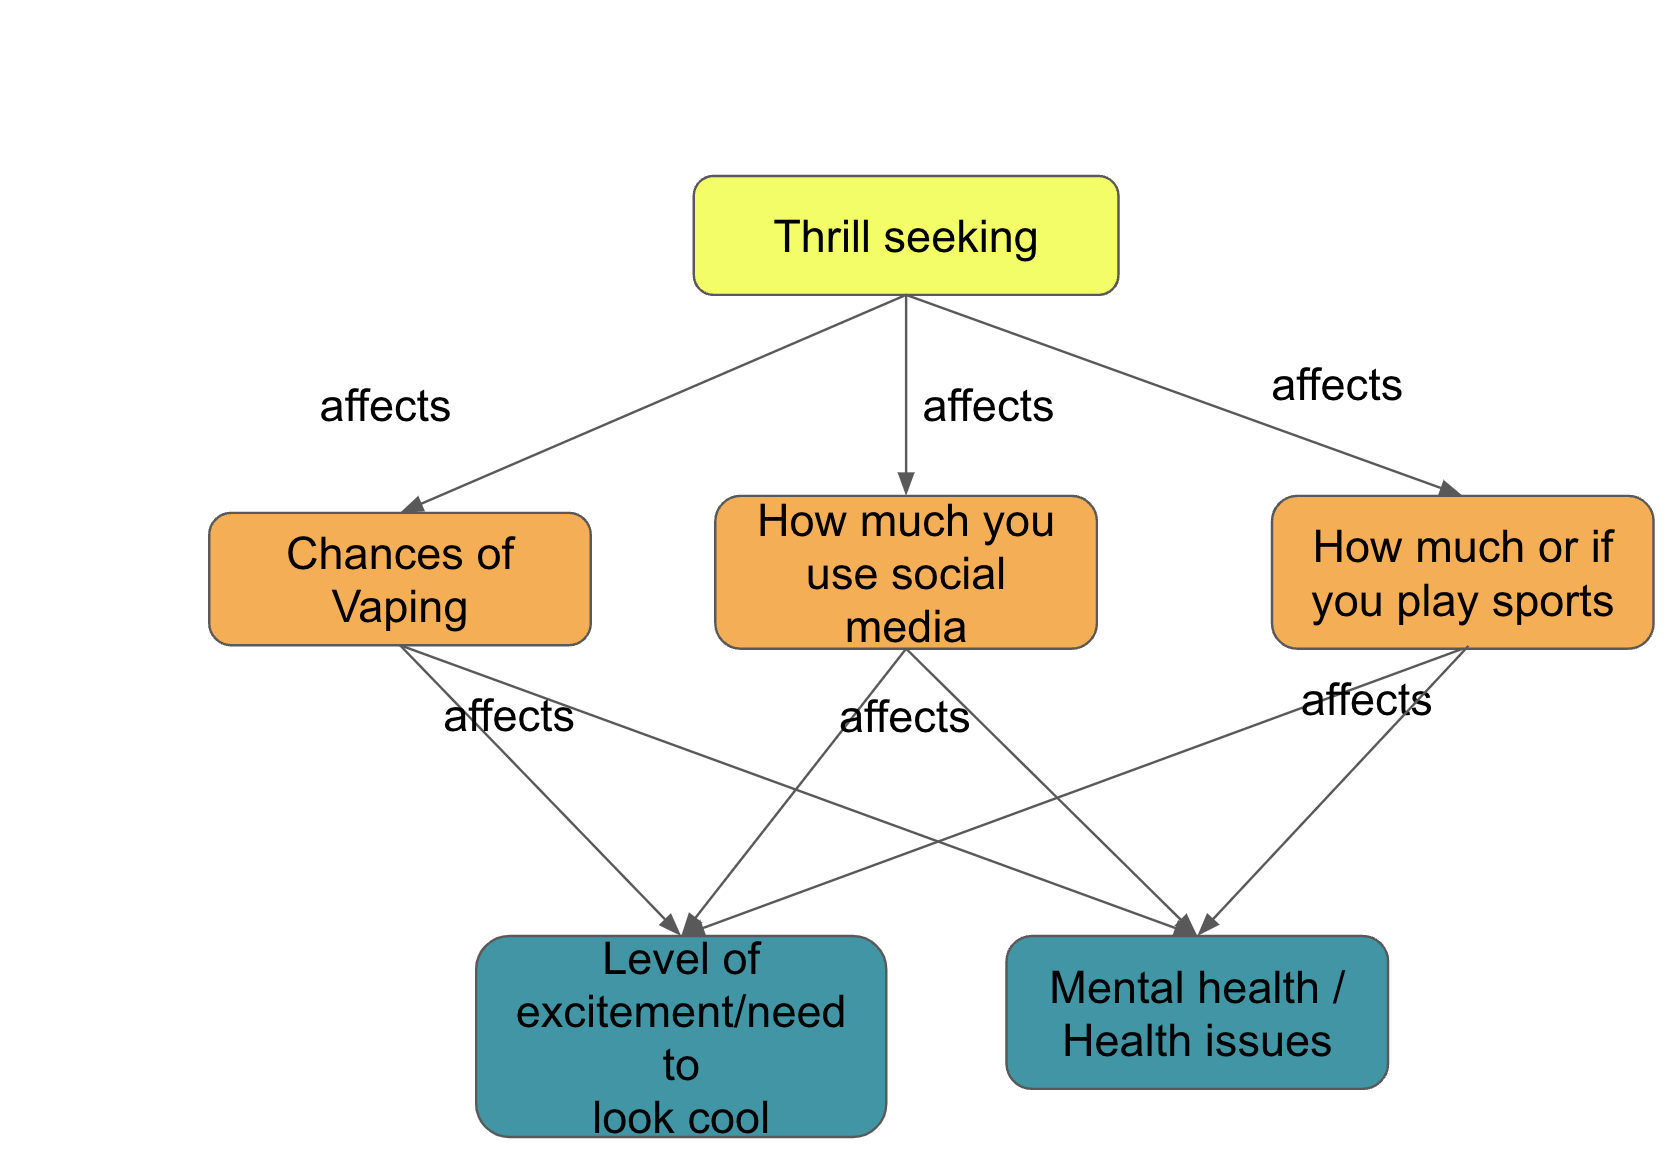 Thrill seeking
affects
affects
affects
Chances of
Vaping
How much you
use social
media
How much or if
you play sports
affects
affects
affects
Level of
excitement/need
to
look cool
Mental health /
Health issues